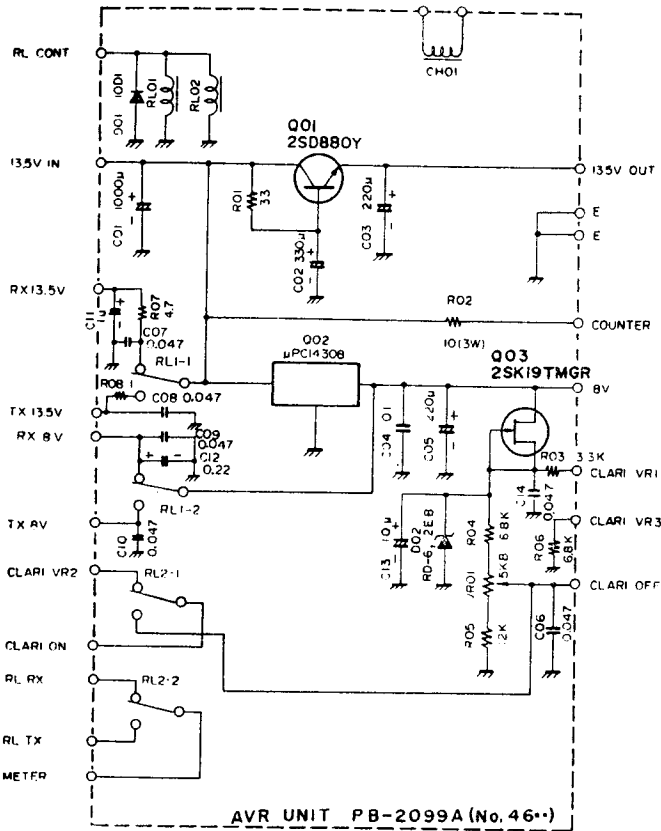 CH01
RL CONT
D01
10D1
RL01
RL02
Q01
2SD880Y
13.5V IN
C01 1000μ
R01
33
C02 330μ
C03
220μ
13.5V OUT
E
E
RX13.5V
C11
1μ
R07
4.7
C07
0.047
RL1-1
R02
10(3W)
COUNTER
Q02
μPC14308
Q03
2SK19TMGR
8V
R08 1
C08 0.047
TX 13.5V
RX 8V
C09
0.047
C12
0.22
C04 01
C05
220μ
R03 3.3K
CLARI VR1
C14
0.047
RL1-2
TX 8V
C10
0.047
C13
10μ
D02
RD-6, 2EB
R04
6.8K
VR01
5KB
R05
12K
CLARI VR3
R06
6.8K
CLARI VR2
RL2-1
CLARI OFF
C06
0.047
CLARI ON
RL RX
RL2-2
RL TX
METER
AVR UNIT PB-2099A (No. 46••)